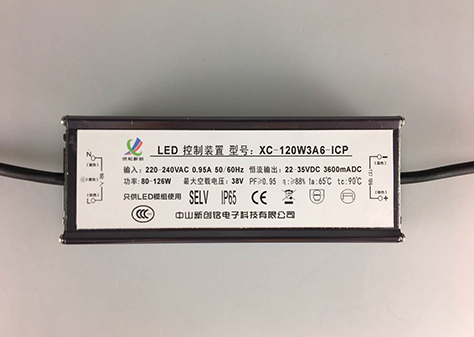 LED 控制装置 型号: XC-120W3A6-ICP
输入: 220-240VAC 0.95A 50/60Hz 恒流输出: 22-35VDC 3600mADC
功率: 80-126W 最大空载电压: 38V PF≥0.95 η≥88% ta:65℃ tc:90℃
只供LED模组使用 SELV IP65 CCC CE
中山新创铭电子科技有限公司
N
L